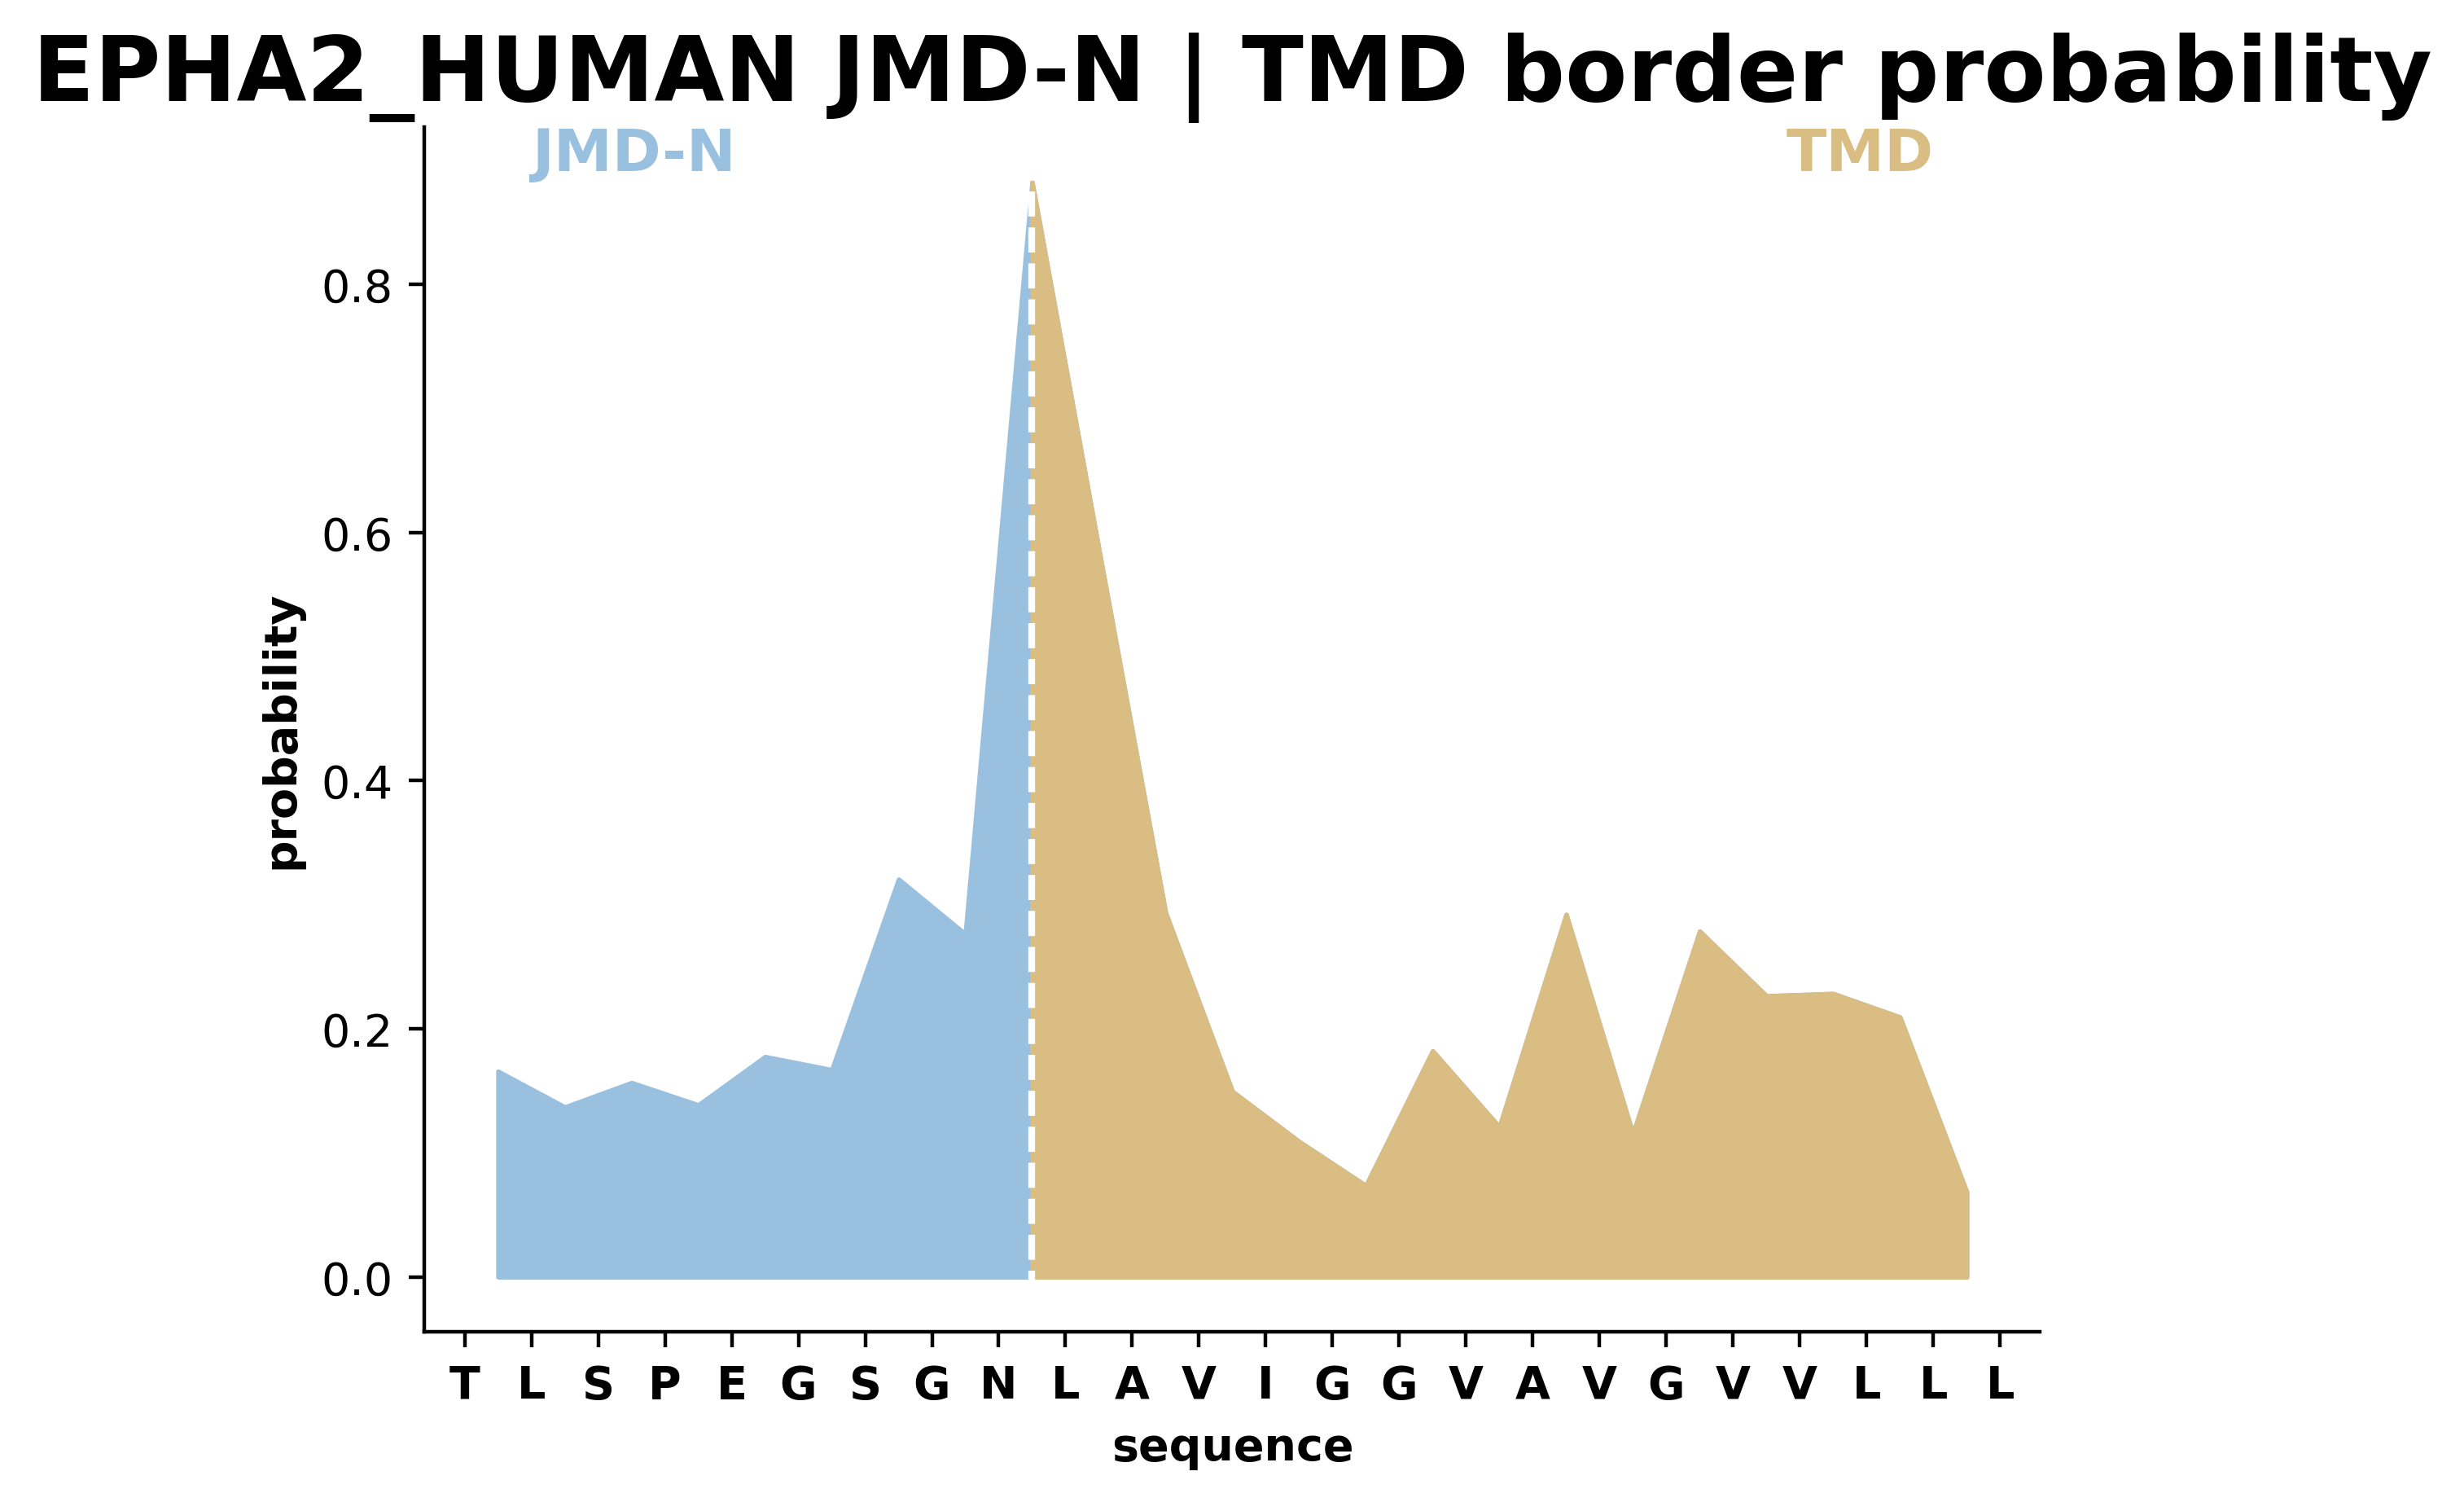 EPHA2_HUMAN JMD-N | TMD border probability
JMD-N TMD
0.8
0.6
0.4
0.2
0.0
probability
T L S P E G S G N L A V I G G V A V G V V L L L
sequence